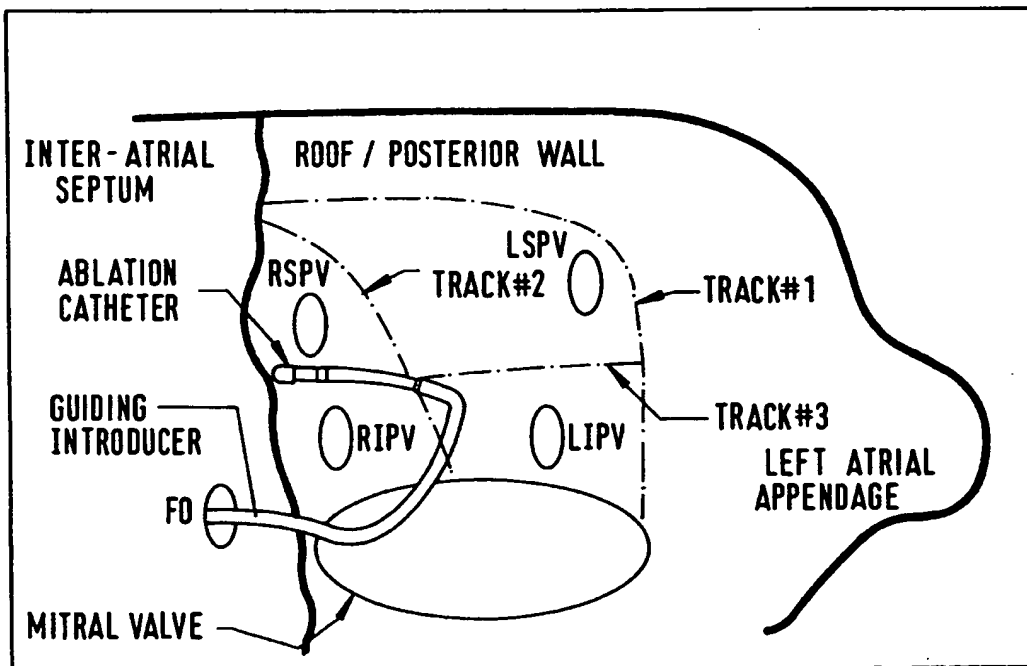 INTER-ATRIAL
SEPTUM
ROOF / POSTERIOR WALL
ABLATION
CATHETER
RSPV
LSPV
TRACK#2
TRACK#1
GUIDING
INTRODUCER
RIPV
LIPV
TRACK#3
LEFT ATRIAL
APPENDAGE
FO
MITRAL VALVE